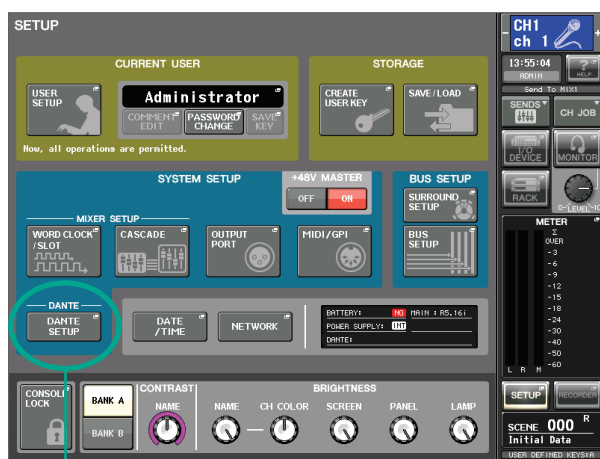 SETUP
CURRENT USER
USER
SETUP
Administrator
COMMENT
EDIT
PASSWORD
CHANGE
SAVE
KEY
Now, all operations are permitted.
STORAGE
CREATE
USER KEY
SAVE/LOAD
SYSTEM SETUP
+48V MASTER
OFF
ON
MIXER SETUP
WORD CLOCK
/SLOT
CASCADE
OUTPUT
PORT
MIDI/GPI
BUS SETUP
SURROUND
SETUP
BUS
SETUP
DANTE
DANTE
SETUP
DATE
/TIME
NETWORK
BATTERY: NO MAIN : R5.16i
POWER SUPPLY: INT
DANTE:
CONSOLE
LOCK
BANK A
BANK B
CONTRAST
NAME
BRIGHTNESS
NAME
CH COLOR
SCREEN
PANEL
LAMP
- CH1 +
ch 1
13:55:04
ADMIN
?
HELP
Send To MIX1
SENDS
CH JOB
I/O
DEVICE
MONITOR
RACK
0-LEVEL-10
METER
Σ
OVER
-3
-6
-9
-12
-15
-18
-24
-30
-40
-50
-60
L R M
SETUP
RECORDER
SCENE 000 R
Initial Data
USER DEFINED KEYS:A